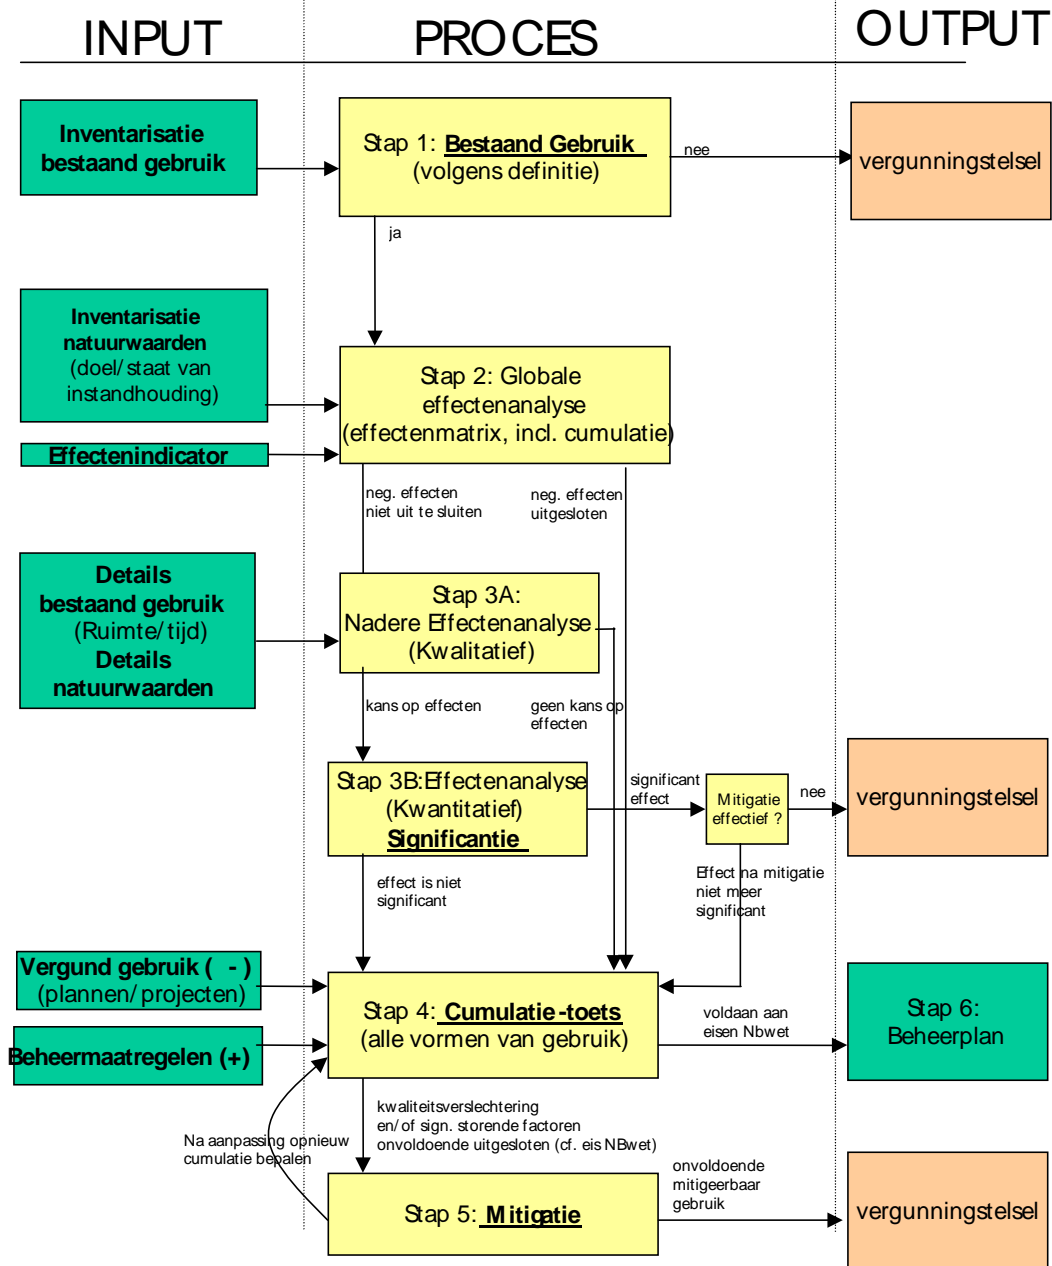 INPUT
PROCES
OUTPUT
Inventarisatie
bestaand gebruik
Stap 1: Bestaand Gebruik
(volgens definitie)
nee
vergunningstelsel
ja
Inventarisatie
natuurwaarden
(doel/staat van
instandhouding)
Effectenindicator
Stap 2: Globale
effectenanalyse
(effectenmatrix, incl. cumulatie)
neg. effecten
niet uit te sluiten
neg. effecten
uitgesloten
Details
bestaand gebruik
(Ruimte/tijd)
Details
natuurwaarden
Stap 3A:
Nadere Effectenanalyse
(Kwalitatief)
kans op effecten
geen kans op
effecten
Stap 3B:Effectenanalyse
(Kwantitatief)
Significantie
significant
effect
Mitigatie
effectief ?
nee
vergunningstelsel
effect is niet
significant
Effect na mitigatie
niet meer
significant
Vergund gebruik ( - )
(plannen/projecten)
Beheermaatregelen (+)
Stap 4: Cumulatie-toets
(alle vormen van gebruik)
voldaan aan
eisen Nbwet
Stap 6:
Beheerplan
kwaliteitsverslechtering
en/of sign. storende factoren
onvoldoende uitgesloten (cf. eis NBwet)
Na aanpassing opnieuw
cumulatie bepalen
Stap 5: Mitigatie
onvoldoende
mitigeerbaar
gebruik
vergunningstelsel